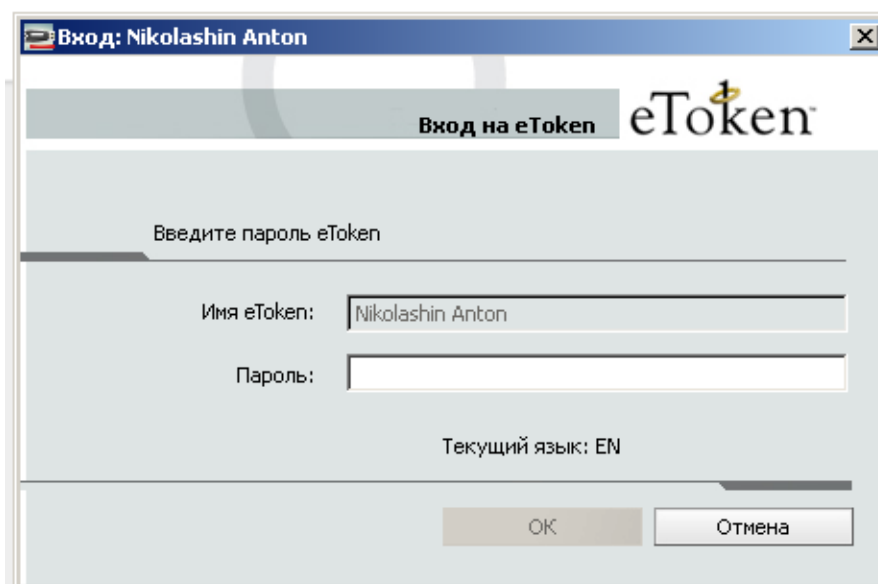 Вход: Nikolashin Anton
Вход на eToken
eToken
Введите пароль eToken
Имя eToken: Nikolashin Anton
Пароль:
Текущий язык: EN
ОК Отмена